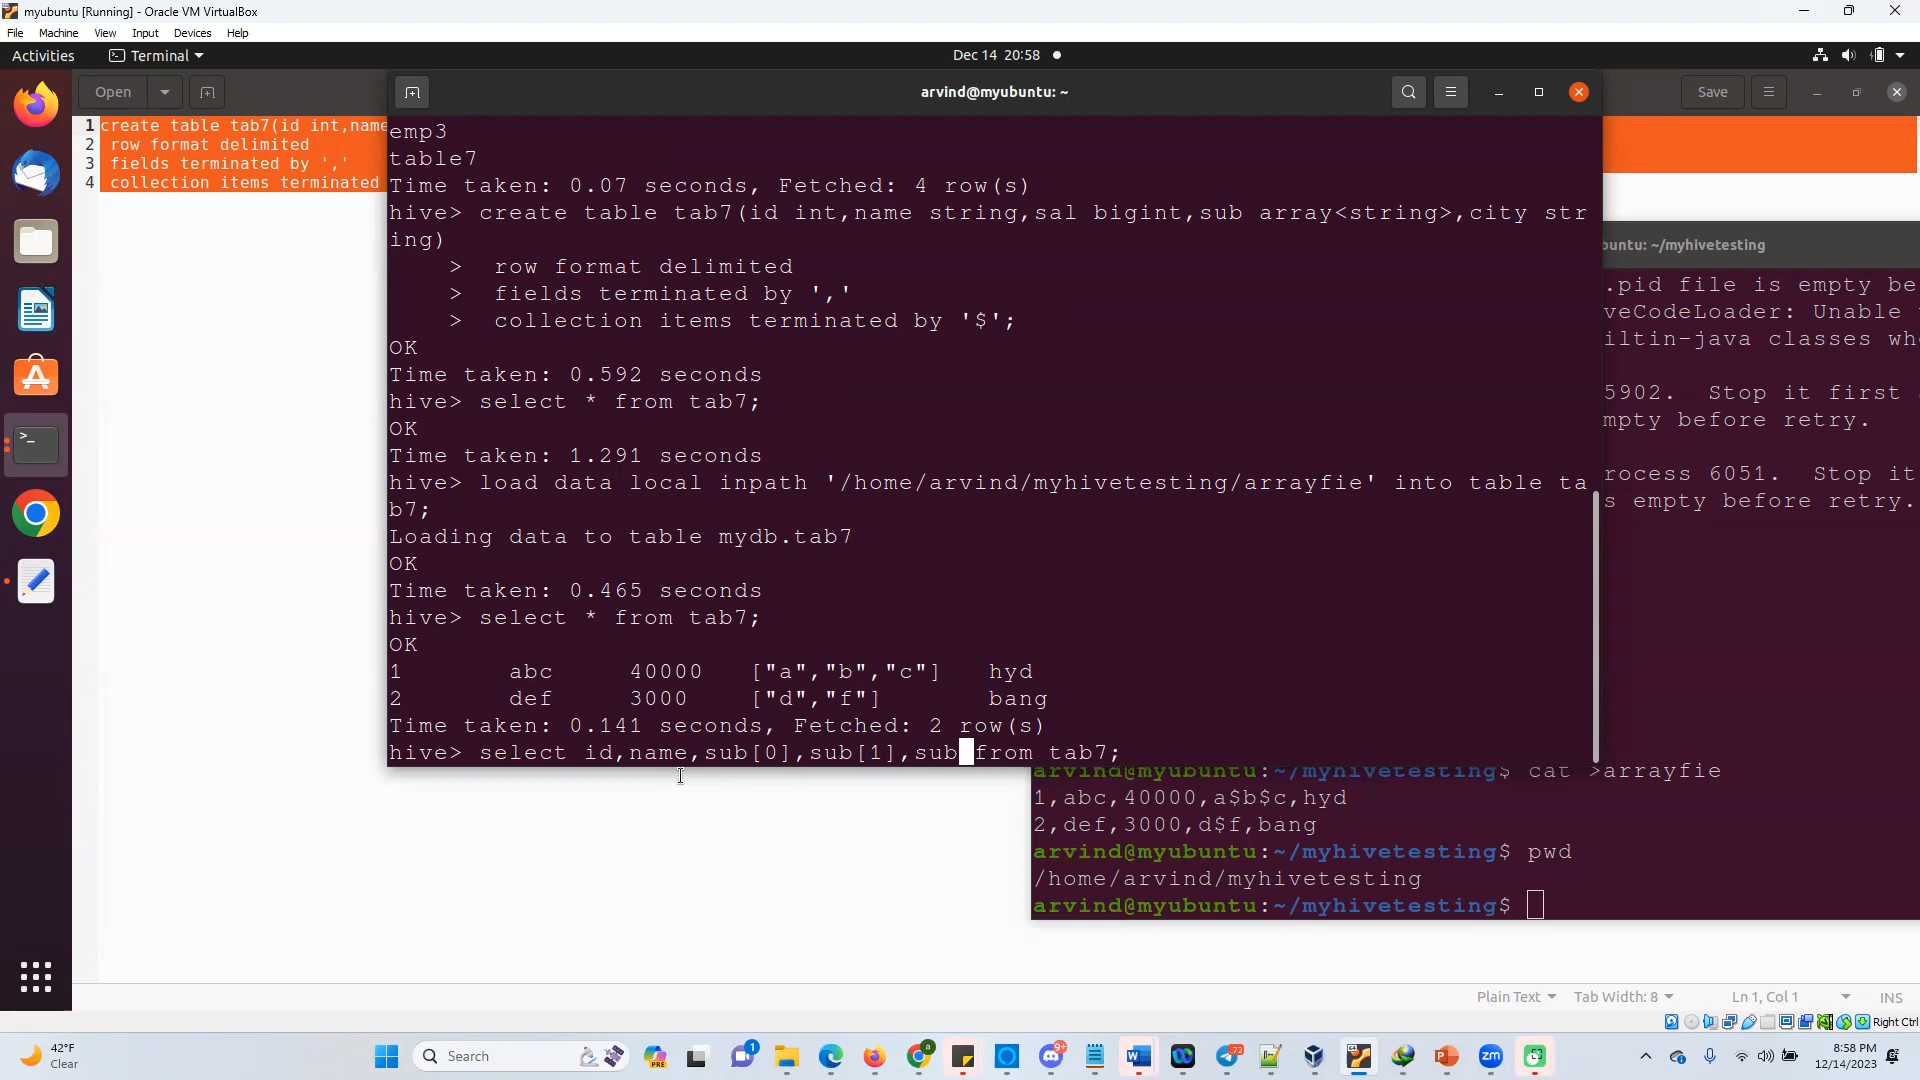 myubuntu [Running] - Oracle VM VirtualBox
File Machine View Input Devices Help
Activities Terminal Dec 14 20:58
Open
arvind@myubuntu: ~
Save
1 create table tab7(id int,name
2 row format delimited
3 fields terminated by ','
4 collection items terminated
emp3
table7
Time taken: 0.07 seconds, Fetched: 4 row(s)
hive> create table tab7(id int,name string,sal bigint,sub array<string>,city str
ing)
> row format delimited
> fields terminated by ','
> collection items terminated by '$';
OK
Time taken: 0.592 seconds
hive> select * from tab7;
OK
Time taken: 1.291 seconds
hive> load data local inpath '/home/arvind/myhivetesting/arrayfie' into table ta
b7;
Loading data to table mydb.tab7
OK
Time taken: 0.465 seconds
hive> select * from tab7;
OK
1 abc 40000 ["a","b","c"] hyd
2 def 3000 ["d","f"] bang
Time taken: 0.141 seconds, Fetched: 2 row(s)
hive> select id,name,sub[0],sub[1],sub from tab7;
buntu: ~/myhivetesting
.pid file is empty be
veCodeLoader: Unable
iltin-java classes wh
5902. Stop it first
mpty before retry.
rocess 6051. Stop it
s empty before retry.
arvind@myubuntu:~/myhivetesting$ cat >arrayfie
1,abc,40000,a$b$c,hyd
2,def,3000,d$f,bang
arvind@myubuntu:~/myhivetesting$ pwd
/home/arvind/myhivetesting
arvind@myubuntu:~/myhivetesting$
Plain Text Tab Width: 8 Ln 1, Col 1 INS
Right Ctrl
42°F
Clear
Search
8:58 PM
12/14/2023